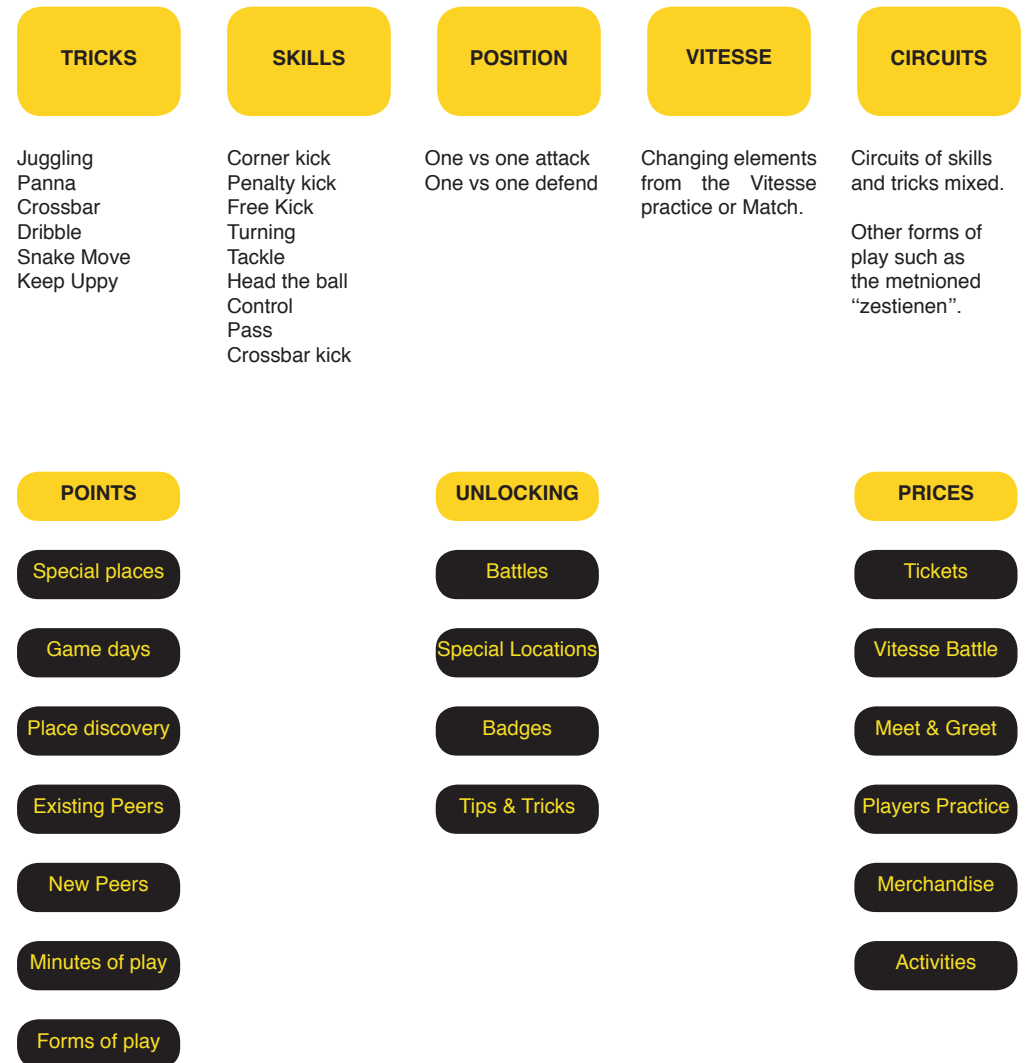 TRICKS
SKILLS
POSITION
VITESSE
CIRCUITS
Juggling
Panna
Crossbar
Dribble
Snake Move
Keep Uppy
Corner kick
Penalty kick
Free Kick
Turning
Tackle
Head the ball
Control
Pass
Crossbar kick
One vs one attack
One vs one defend
Changing elements
from the Vitesse
practice or Match.
Circuits of skills
and tricks mixed.
Other forms of
play such as
the metnioned
“zestienen”.
POINTS
Special places
Game days
Place discovery
Existing Peers
New Peers
Minutes of play
Forms of play
UNLOCKING
Battles
Special Locations
Badges
Tips & Tricks
PRICES
Tickets
Vitesse Battle
Meet & Greet
Players Practice
Merchandise
Activities